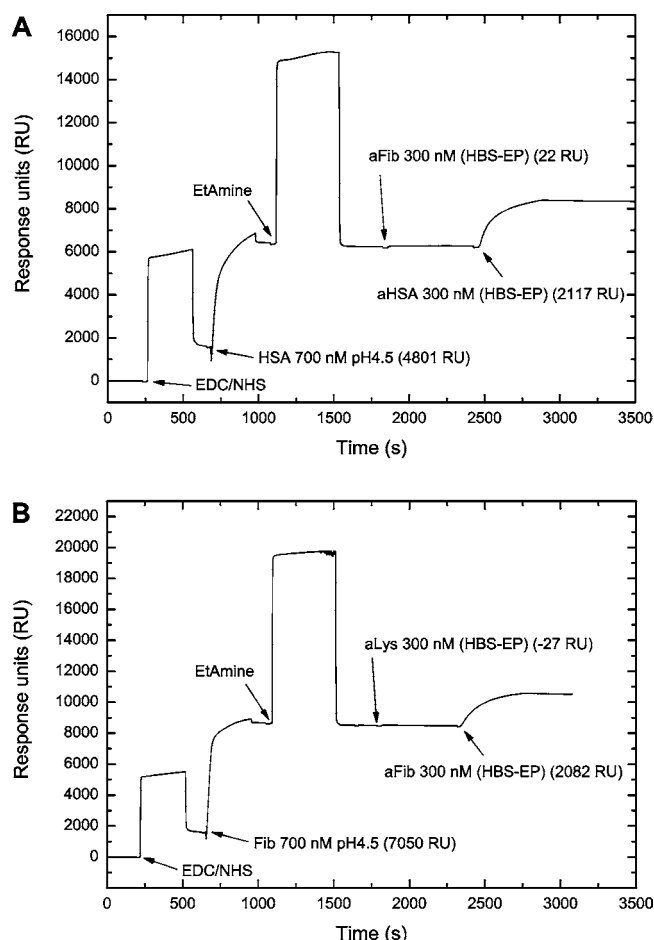 A
16000
14000
12000
10000
8000
6000
4000
2000
0
Response units (RU)
EtAmine
aFib 300 nM (HBS-EP) (22 RU)
aHSA 300 nM (HBS-EP) (2117 RU)
HSA 700 nM pH4.5 (4801 RU)
EDC/NHS
0 500 1000 1500 2000 2500 3000 3500
Time (s)
B
22000
20000
18000
16000
14000
12000
10000
8000
6000
4000
2000
0
Response units (RU)
EtAmine
aLys 300 nM (HBS-EP) (-27 RU)
aFib 300 nM (HBS-EP) (2082 RU)
Fib 700 nM pH4.5 (7050 RU)
EDC/NHS
0 500 1000 1500 2000 2500 3000 3500
Time (s)